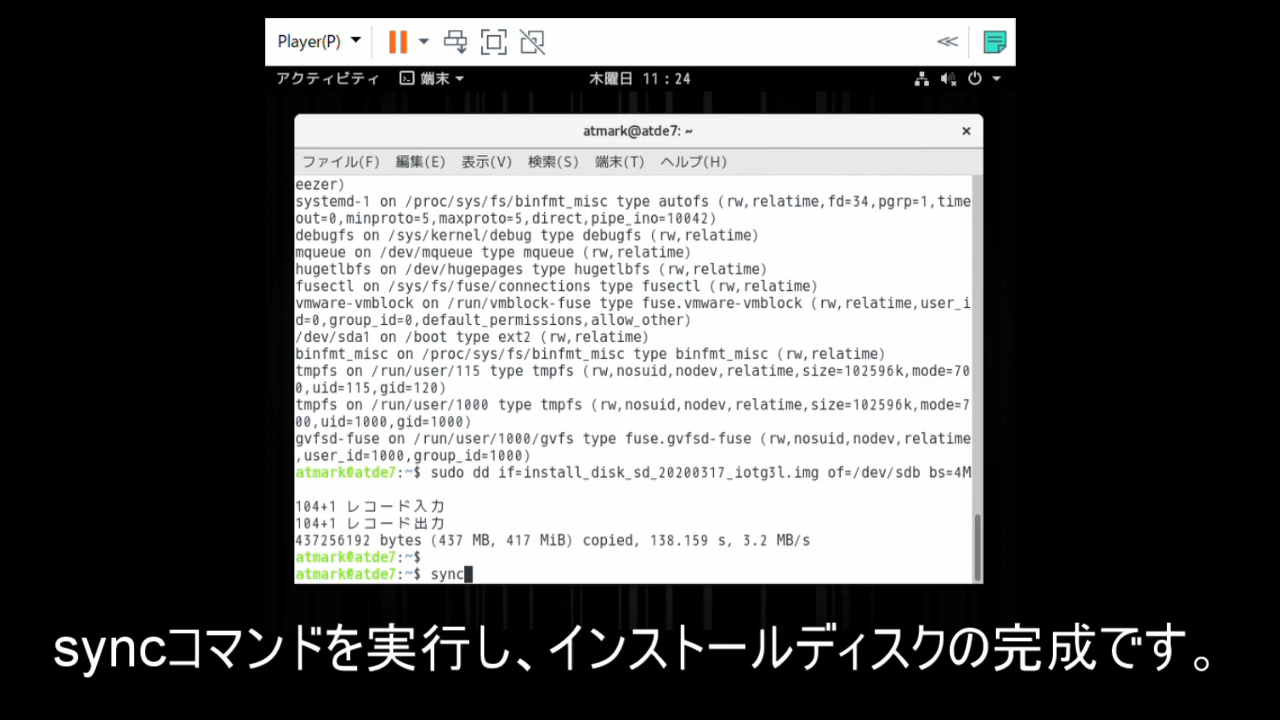 Player(P)
アクティビティ 端末 木曜日 11：24
atmark@atde7: ~
ファイル(F) 編集(E) 表示(V) 検索(S) 端末(T) ヘルプ(H)
eezer)
systemd-1 on /proc/sys/fs/binfmt_misc type autofs (rw,relatime,fd=34,pgrp=1,time
out=0,minproto=5,maxproto=5,direct,pipe_ino=10042)
debugfs on /sys/kernel/debug type debugfs (rw,relatime)
mqueue on /dev/mqueue type mqueue (rw,relatime)
hugetlbfs on /dev/hugepages type hugetlbfs (rw,relatime)
fusectl on /sys/fs/fuse/connections type fusectl (rw,relatime)
vmware-vmblock on /run/vmblock-fuse type fuse.vmware-vmblock (rw,relatime,user_i
d=0,group_id=0,default_permissions,allow_other)
/dev/sda1 on /boot type ext2 (rw,relatime)
binfmt_misc on /proc/sys/fs/binfmt_misc type binfmt_misc (rw,relatime)
tmpfs on /run/user/115 type tmpfs (rw,nosuid,nodev,relatime,size=102596k,mode=70
0,uid=115,gid=120)
tmpfs on /run/user/1000 type tmpfs (rw,nosuid,nodev,relatime,size=102596k,mode=7
00,uid=1000,gid=1000)
gvfsd-fuse on /run/user/1000/gvfs type fuse.gvfsd-fuse (rw,nosuid,nodev,relatime
,user_id=1000,group_id=1000)
atmark@atde7:~$ sudo dd if=install_disk_sd_20200317_iotg3l.img of=/dev/sdb bs=4M
104+1 レコード入力
104+1 レコード出力
437256192 bytes (437 MB, 417 MiB) copied, 138.159 s, 3.2 MB/s
atmark@atde7:~$
atmark@atde7:~$ sync
syncコマンドを実行し、インストールディスクの完成です。